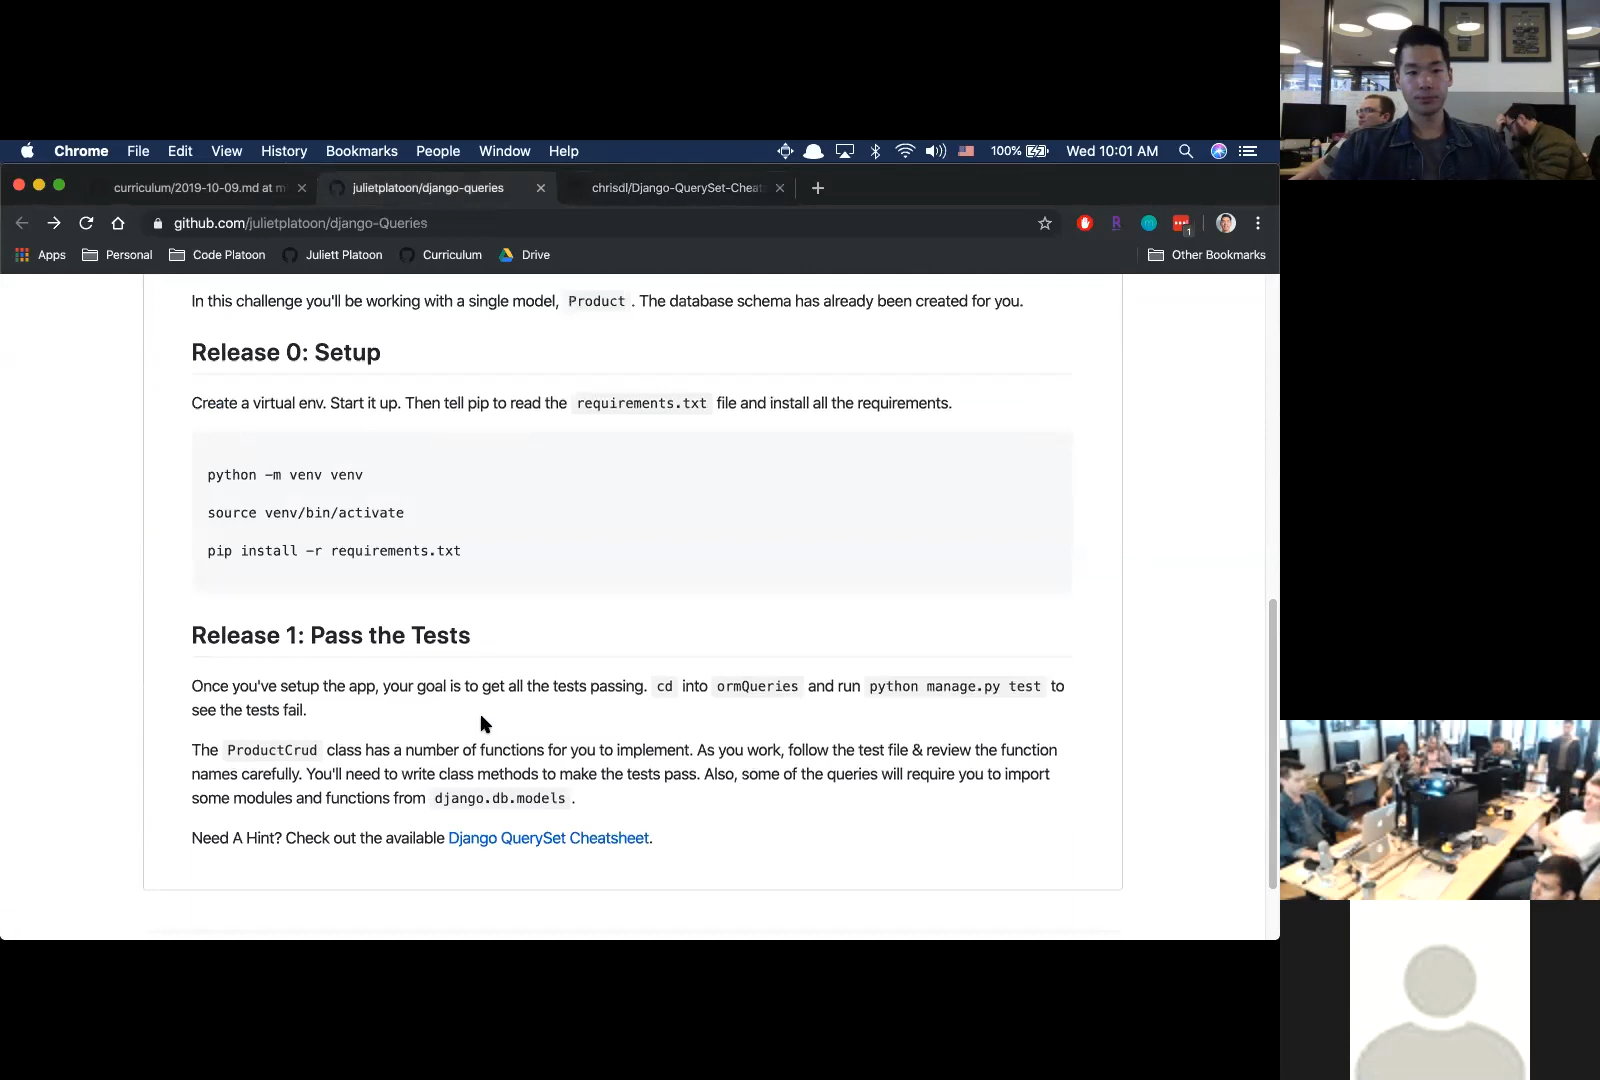 Chrome File Edit View History Bookmarks People Window Help 100% Wed 10:01 AM
curriculum/2019-10-09.md at m julietplatoon/django-queries chrisdl/Django-QuerySet-Cheat
github.com/julietplatoon/django-Queries
1
Apps Personal Code Platoon Juliett Platoon Curriculum Drive Other Bookmarks
In this challenge you'll be working with a single model, Product . The database schema has already been created for you.
Release 0: Setup
Create a virtual env. Start it up. Then tell pip to read the requirements.txt file and install all the requirements.
python -m venv venv
source venv/bin/activate
pip install -r requirements.txt
Release 1: Pass the Tests
Once you've setup the app, your goal is to get all the tests passing. cd into ormQueries and run python manage.py test to
see the tests fail.
The ProductCrud class has a number of functions for you to implement. As you work, follow the test file & review the function
names carefully. You'll need to write class methods to make the tests pass. Also, some of the queries will require you to import
some modules and functions from django.db.models .
Need A Hint? Check out the available Django QuerySet Cheatsheet.